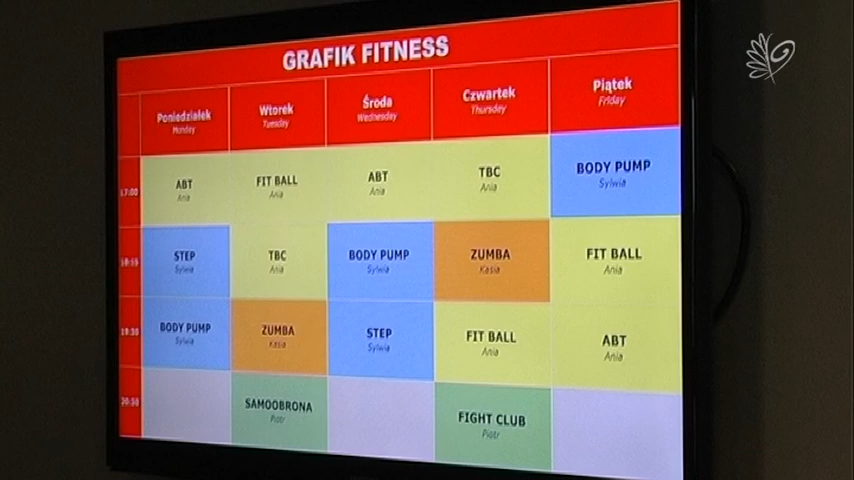 GRAFIK FITNESS
Poniedziałek Wtorek Środa Czwartek Piątek
Monday Tuesday Wednesday Thursday Friday
17:00 ABT FIT BALL ABT TBC BODY PUMP
Ania Ania Ania Ania Sylwia
STEP TBC BODY PUMP ZUMBA FIT BALL
Sylwia Ania Sylwia Kasia Ania
19:30 BODY PUMP ZUMBA STEP FIT BALL ABT
Sylwia Kasia Sylwia Ania Ania
SAMOOBRONA FIGHT CLUB
Piotr Piotr